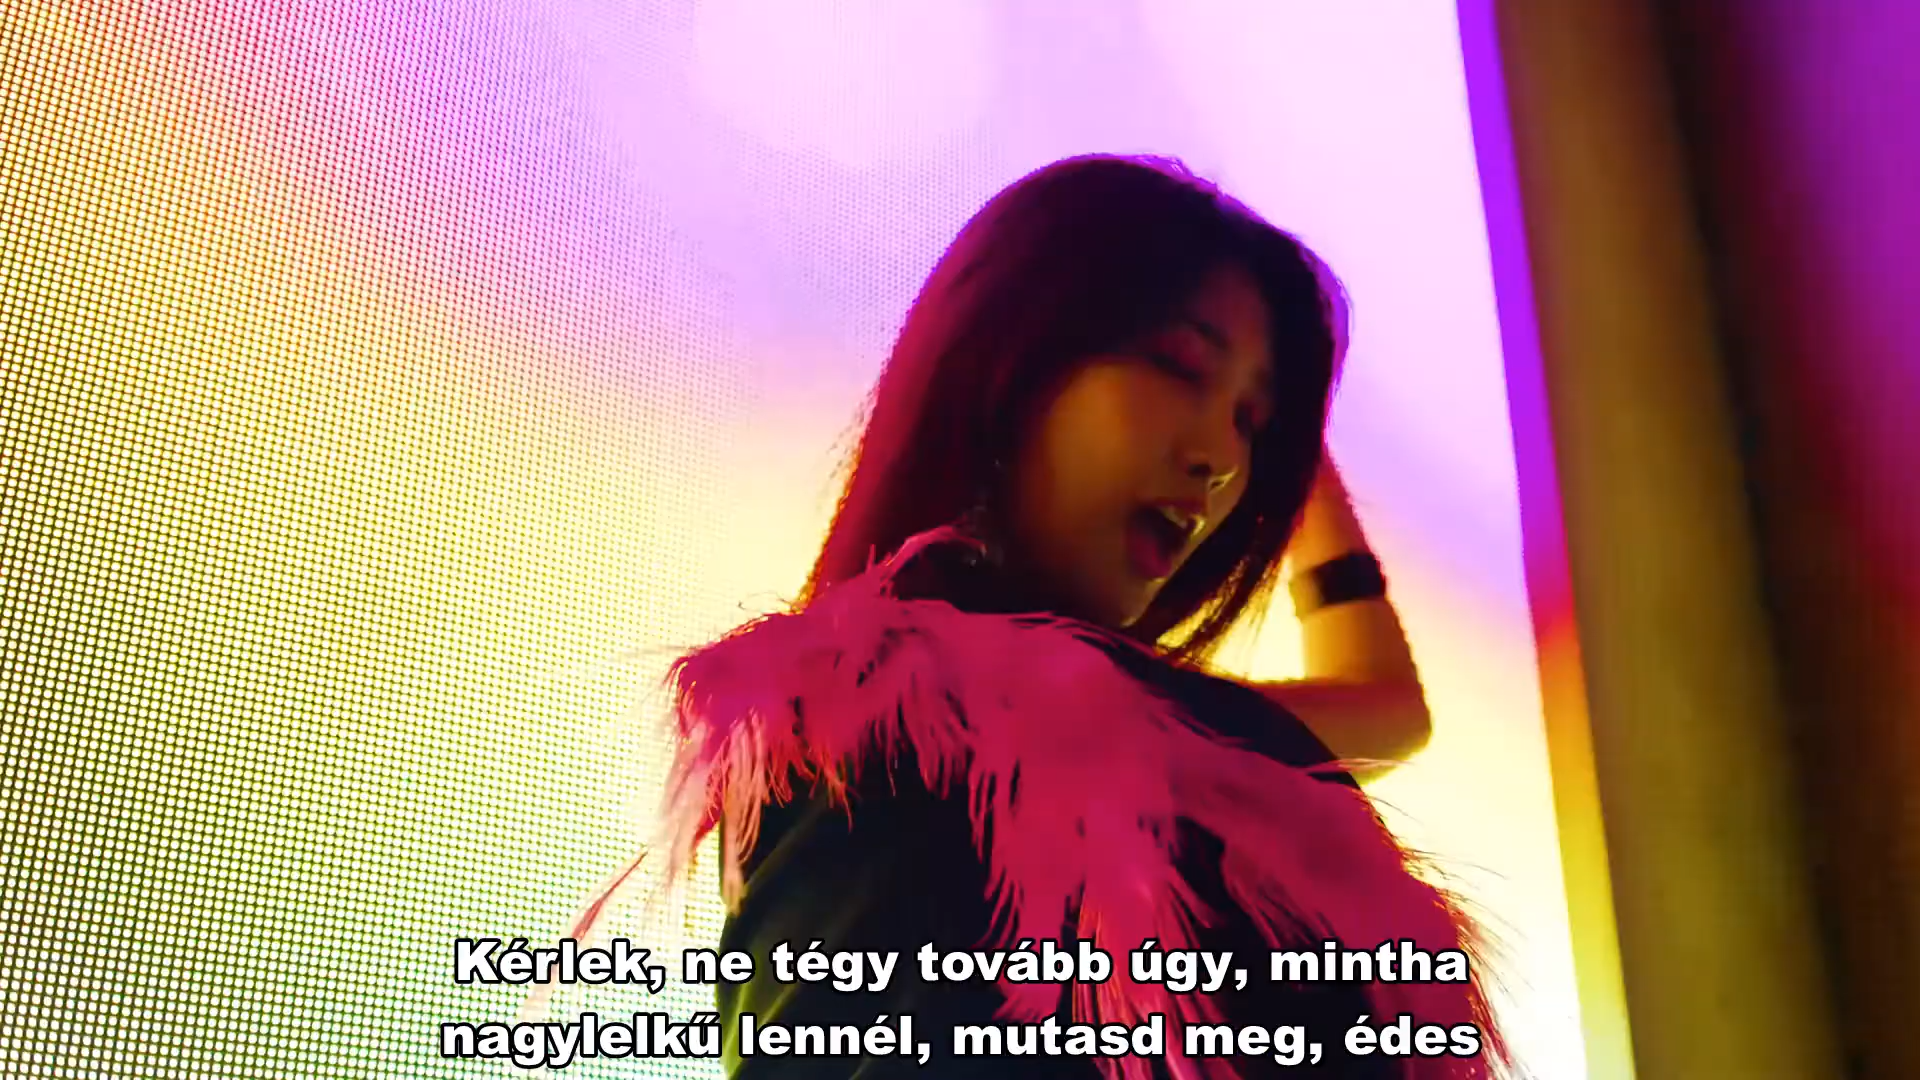 Kérlek, ne tégy tovább úgy, mintha
nagylelkű lennél, mutasd meg, édes